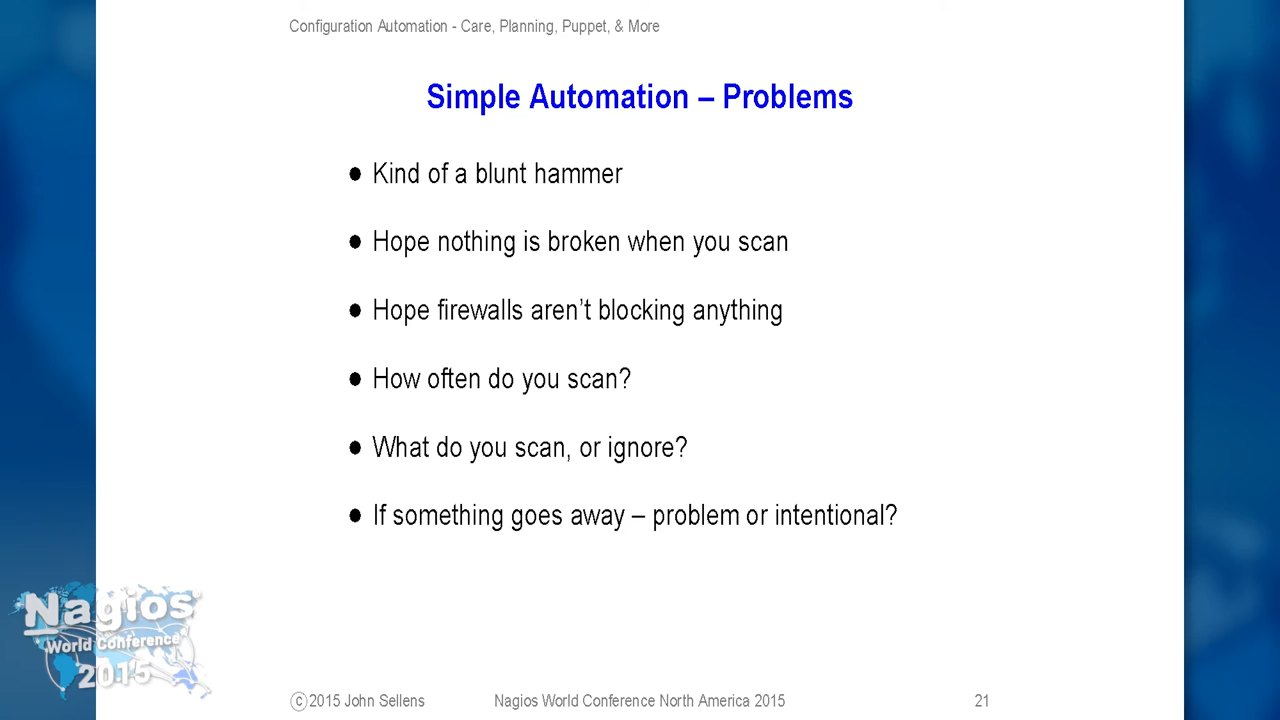 Configuration Automation - Care, Planning, Puppet, & More
Simple Automation – Problems
● Kind of a blunt hammer
● Hope nothing is broken when you scan
● Hope firewalls aren't blocking anything
● How often do you scan?
● What do you scan, or ignore?
● If something goes away – problem or intentional?
Nagios®
World Conference
2015
©2015 John Sellens
Nagios World Conference North America 2015
21